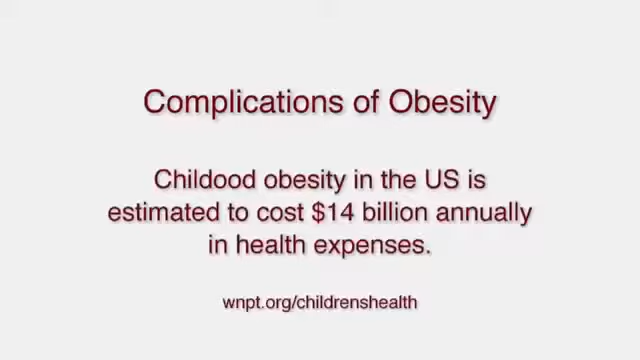 Complications of Obesity
Childood obesity in the US is
estimated to cost $14 billion annually
in health expenses.
wnpt.org/childrenshealth